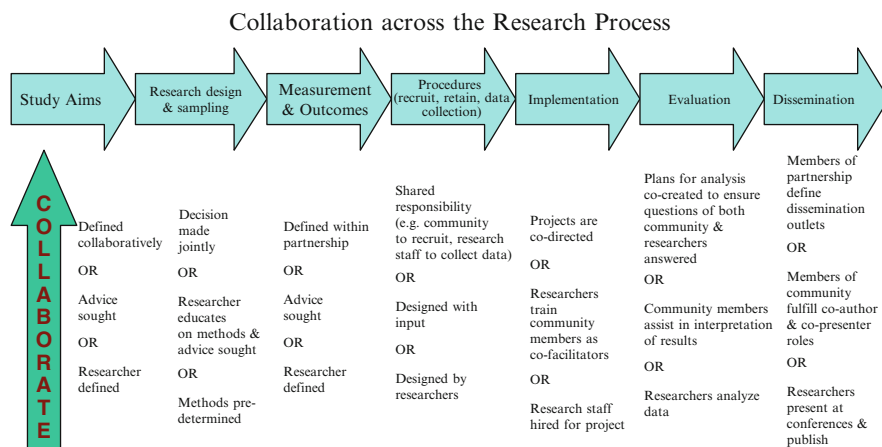 Collaboration across the Research Process
Study Aims
Research design
& sampling
Measurement
& Outcomes
Procedures
(recruit, retain, data
collection)
Implementation
Evaluation
Dissemination
COLLABORATE
Defined
collaboratively
OR
Advice
sought
OR
Researcher
defined
Decision
made
jointly
OR
Researcher
educates
on methods &
advice sought
OR
Methods pre-
determined
Defined within
partnership
OR
Advice
sought
OR
Researcher
defined
Shared
responsibility
(e.g. community
to recruit, research
staff to collect data)
OR
Designed with
input
OR
Designed by
researchers
Projects are
co-directed
OR
Researchers
train
community
members as
co-facilitators
OR
Research staff
hired for project
Plans for analysis
co-created to ensure
questions of both
community &
researchers
answered
OR
Community members
assist in interpretation
of results
OR
Researchers analyze
data
Members of
partnership
define
dissemination
outlets
OR
Members of
community
fulfill co-author
& co-presenter
roles
OR
Researchers
present at
conferences &
publish